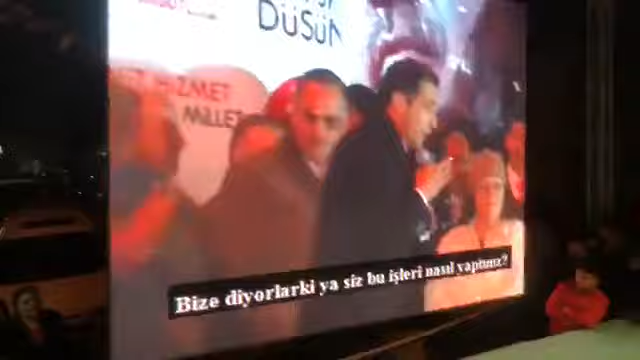 DÜŞÜN
HİZMET
MİLLET
Bize diyorlarki ya siz bu işleri nasıl yaptınız?